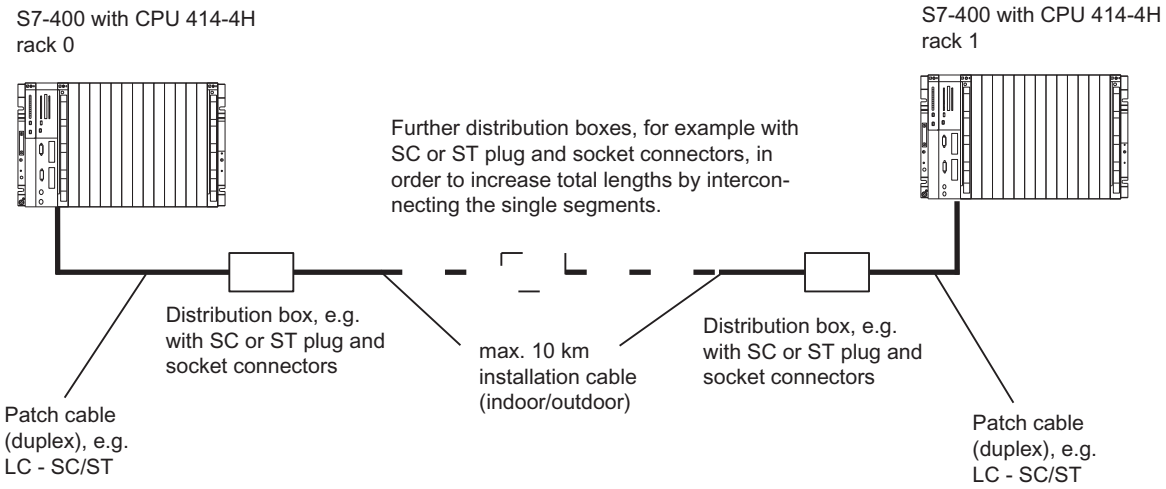 S7-400 with CPU 414-4H
rack 0
S7-400 with CPU 414-4H
rack 1
Further distribution boxes, for example with
SC or ST plug and socket connectors, in
order to increase total lengths by intercon-
necting the single segments.
Distribution box, e.g.
with SC or ST plug and
socket connectors
max. 10 km
installation cable
(indoor/outdoor)
Distribution box, e.g.
with SC or ST plug and
socket connectors
Patch cable
(duplex), e.g.
LC - SC/ST
Patch cable
(duplex), e.g.
LC - SC/ST